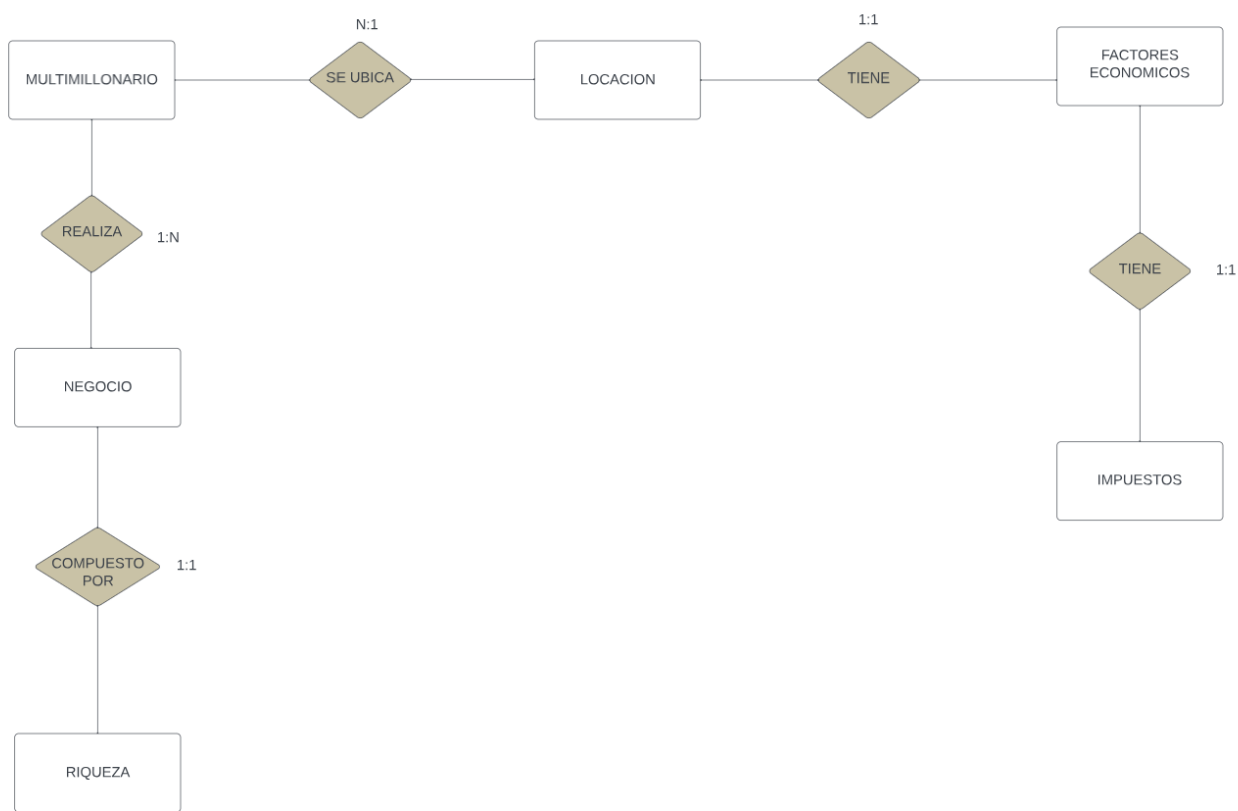 N:1
1:1
MULTIMILLONARIO
SE UBICA
LOCACION
TIENE
FACTORES
ECONOMICOS
REALIZA
1:N
TIENE
1:1
NEGOCIO
IMPUESTOS
COMPUESTO
POR
1:1
RIQUEZA